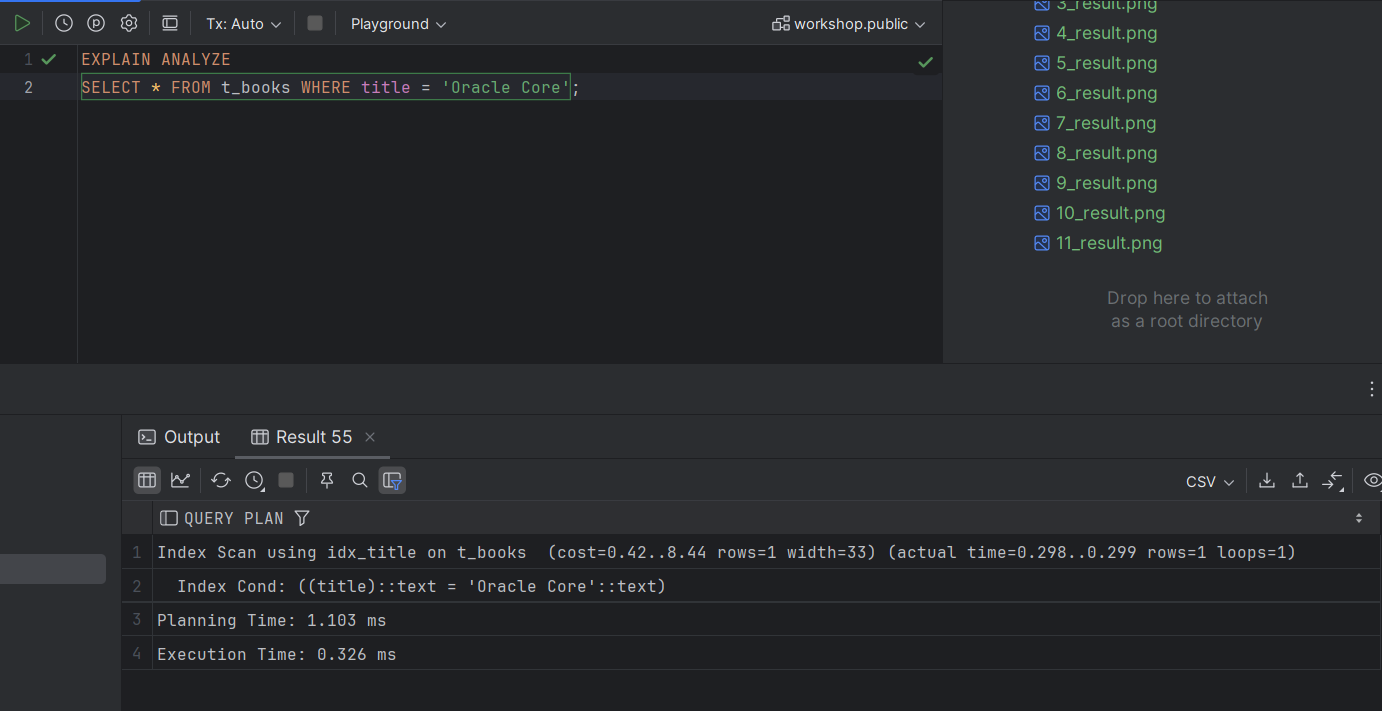 Tx: Auto
Playground
workshop.public
1 EXPLAIN ANALYZE
2 SELECT * FROM t_books WHERE title = 'Oracle Core';
3_result.png
4_result.png
5_result.png
6_result.png
7_result.png
8_result.png
9_result.png
10_result.png
11_result.png
Drop here to attach
as a root directory
Output
Result 55
CSV
QUERY PLAN
1 Index Scan using idx_title on t_books  (cost=0.42..8.44 rows=1 width=33) (actual time=0.298..0.299 rows=1 loops=1)
2   Index Cond: ((title)::text = 'Oracle Core'::text)
3 Planning Time: 1.103 ms
4 Execution Time: 0.326 ms